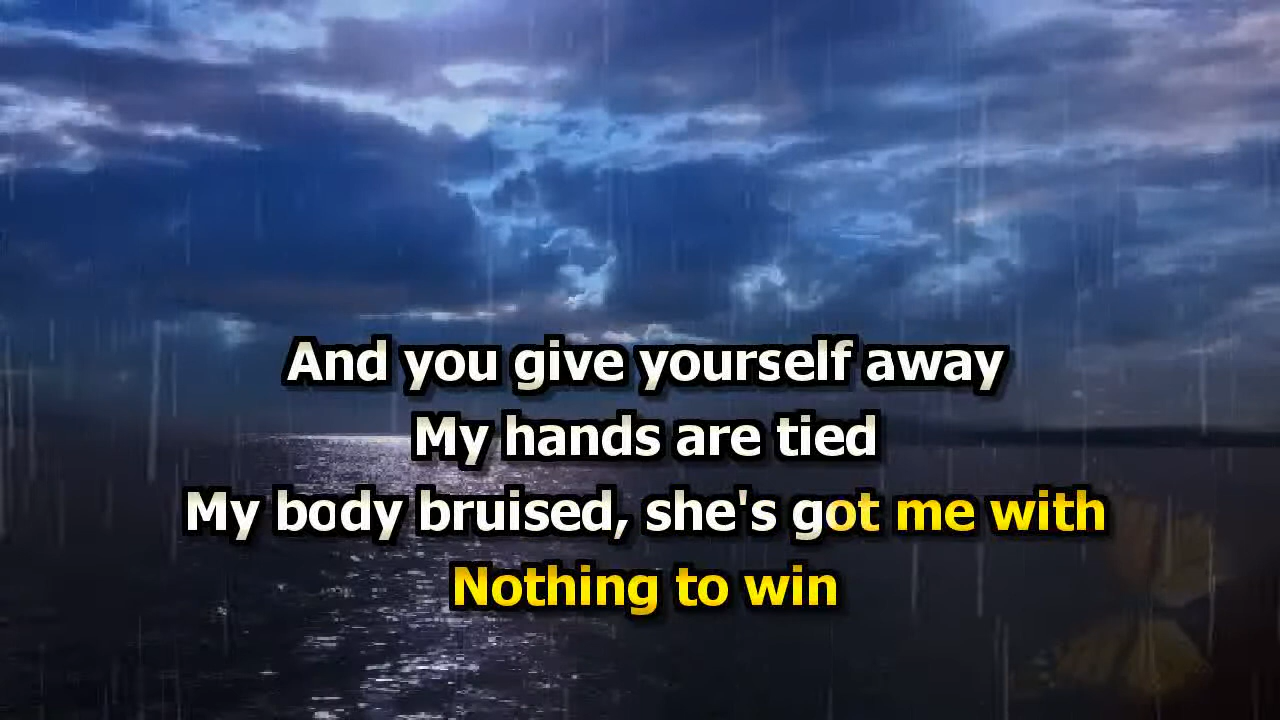 And you give yourself away
My hands are tied
My body bruised, she's got me with
Nothing to win